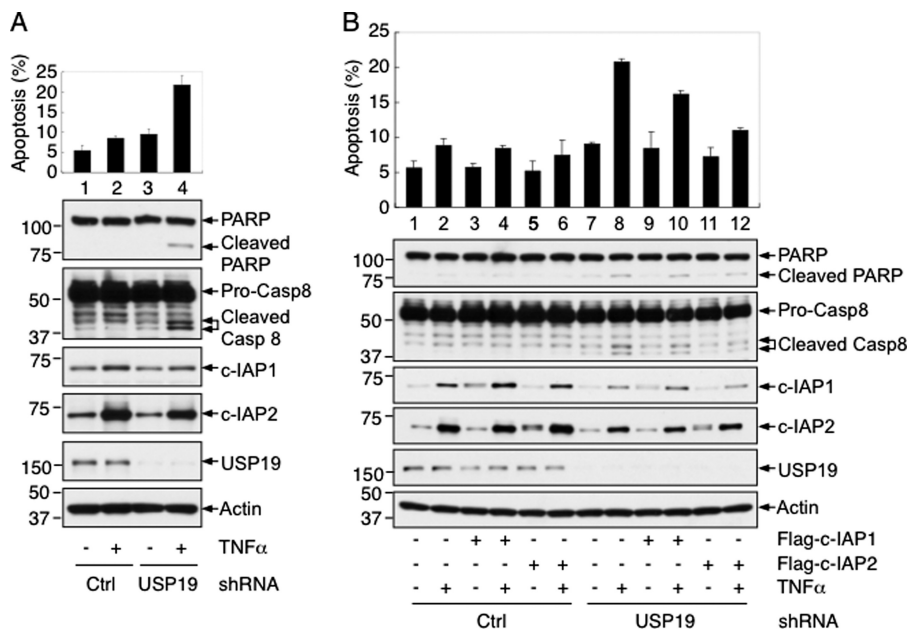 A
Apoptosis (%)
25
20
15
10
5
0
1 2 3 4
100
75
PARP
Cleaved
PARP
50
37
Pro-Casp8
Cleaved
Casp 8
75
c-IAP1
75
c-IAP2
150
USP19
50
37
Actin
- + - + TNFα
Ctrl USP19 shRNA
B
Apoptosis (%)
25
20
15
10
5
0
1 2 3 4 5 6 7 8 9 10 11 12
100
75
PARP
Cleaved PARP
50
37
Pro-Casp8
Cleaved Casp8
75
c-IAP1
75
c-IAP2
150
USP19
50
37
Actin
- - + + - - - - + + - - Flag-c-IAP1
- - - - + + - - - - + + Flag-c-IAP2
- + - + - + - + - + - + TNFα
Ctrl USP19 shRNA